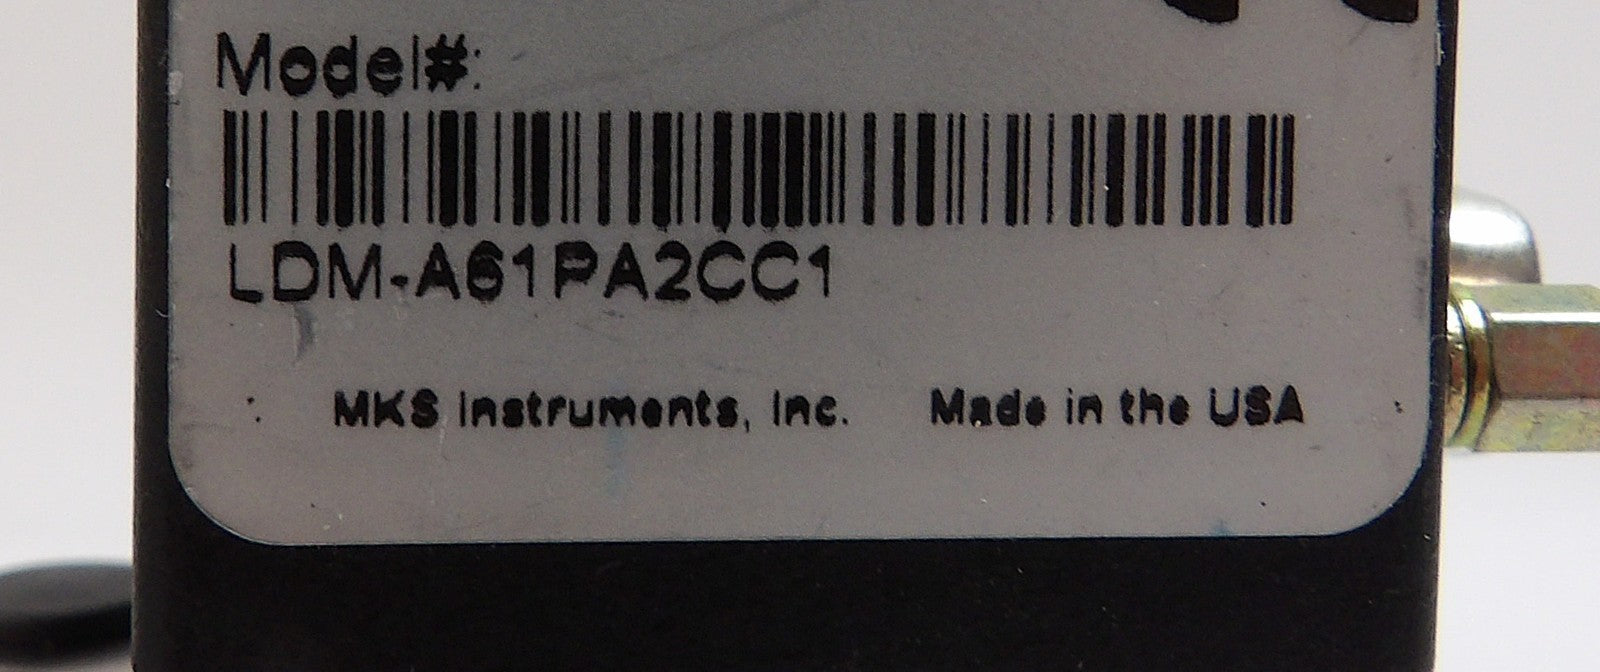 Model#:
LDM-A61PA2CC1
MKS Instruments, Inc. Made in the USA